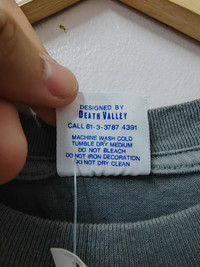 DESIGNED BY
DEATH VALLEY
CALL 81-3-3787 4391
MACHINE WASH COLD
TUMBLE DRY MEDIUM
DO NOT BLEACH
DO NOT IRON DECORATION
DO NOT DRY CLEAN